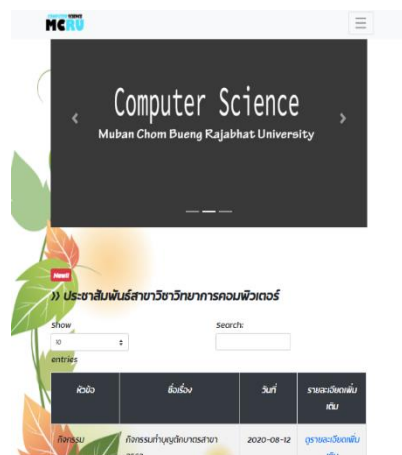 COMPUTER SCIENCE
MCRU
Computer Science
Muban Chom Bueng Rajabhat University
New!!
>> ประชาสัมพันธ์สาขาวิชาวิทยาการคอมพิวเตอร์
Show
Search:
10
entries
หัวข้อ ชื่อเรื่อง วันที่ รายละเอียดเพิ่ม
เติม
กิจกรรม กิจกรรมทำบุญตักบาตรสาขา 2020-08-12 ดูรายละเอียดเพิ่ม